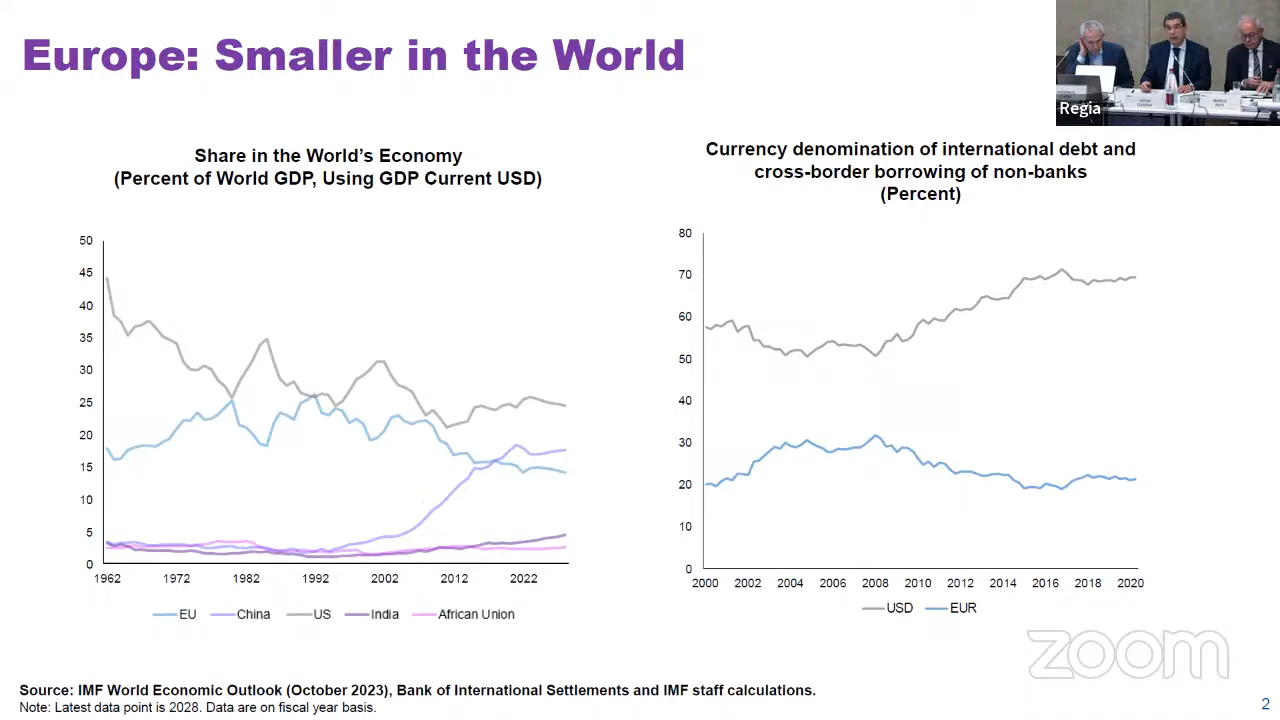 Europe: Smaller in the World
Regia
Share in the World's Economy
(Percent of World GDP, Using GDP Current USD)
50
45
40
35
30
25
20
15
10
5
0
1962 1972 1982 1992 2002 2012 2022
EU China US India African Union
Currency denomination of international debt and
cross-border borrowing of non-banks
(Percent)
80
70
60
50
40
30
20
10
0
2000 2002 2004 2006 2008 2010 2012 2014 2016 2018 2020
USD EUR
zoom
Source: IMF World Economic Outlook (October 2023), Bank of International Settlements and IMF staff calculations.
Note: Latest data point is 2028. Data are on fiscal year basis.
2